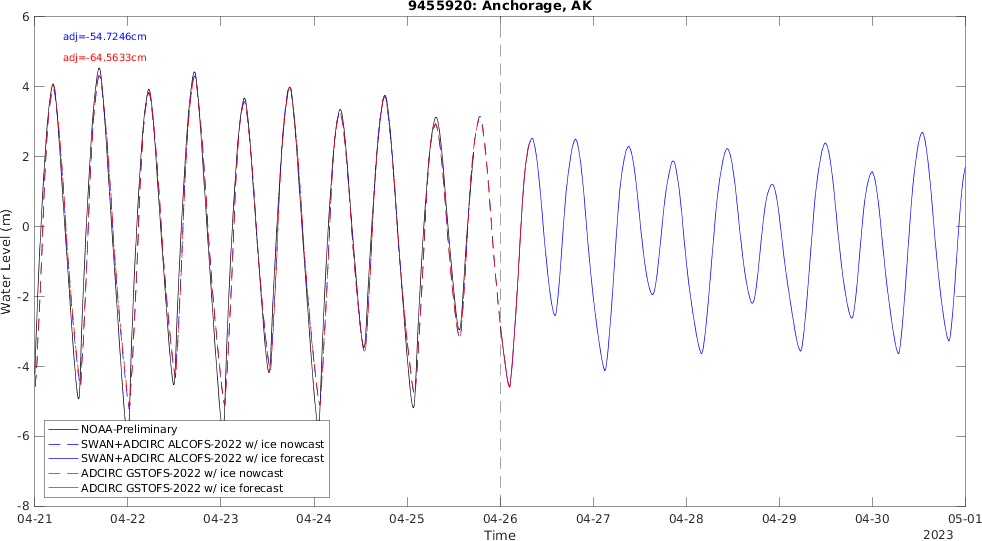 9455920: Anchorage, AK
adj=-54.7246cm
adj=-64.5633cm
6
4
2
0
-2
-4
-6
-8
Water Level (m)
NOAA-Preliminary
SWAN+ADCIRC ALCOFS-2022 w/ ice nowcast
SWAN+ADCIRC ALCOFS-2022 w/ ice forecast
ADCIRC GSTOFS-2022 w/ ice nowcast
ADCIRC GSTOFS-2022 w/ ice forecast
04-21 04-22 04-23 04-24 04-25 04-26 04-27 04-28 04-29 04-30 05-01
Time
2023